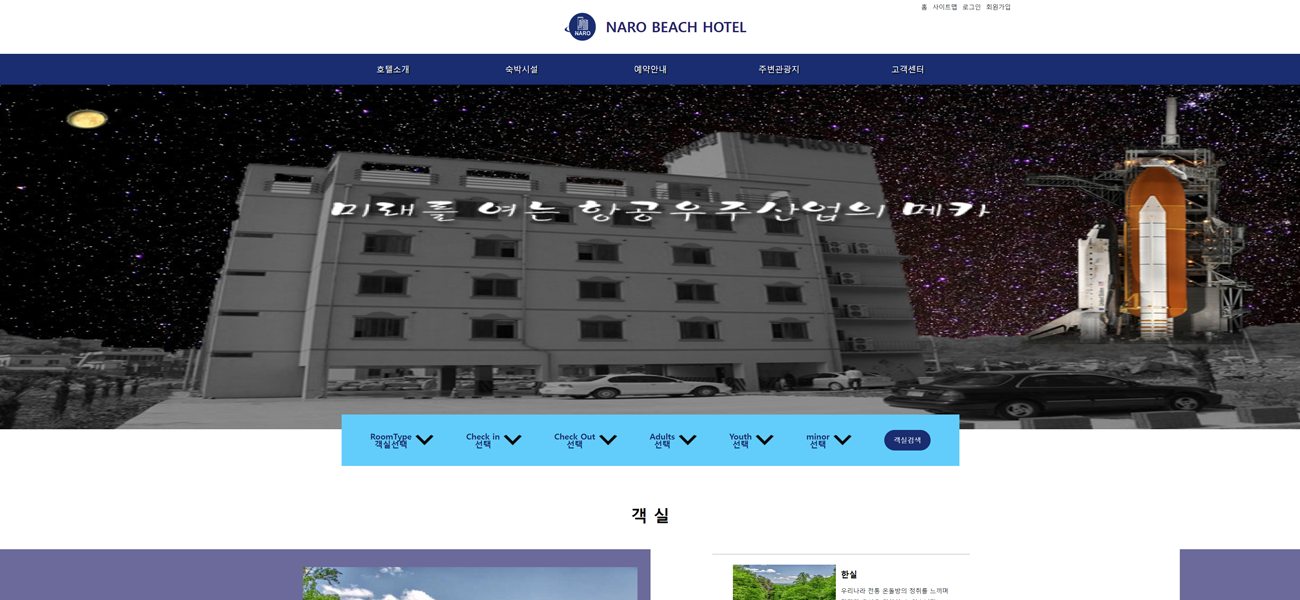 홈 사이트맵 로그인 회원가입
NARO
NARO BEACH HOTEL
호텔소개 숙박시설 예약안내 주변관광지 고객센터
HOTEL
미래를 여는 항공우주산업의 메카
RoomType Check in Check Out Adults Youth minor
객실선택 선택 선택 선택 선택 선택
객실검색
객 실
한실
우리나라 전통 온돌방의 정취를 느끼며